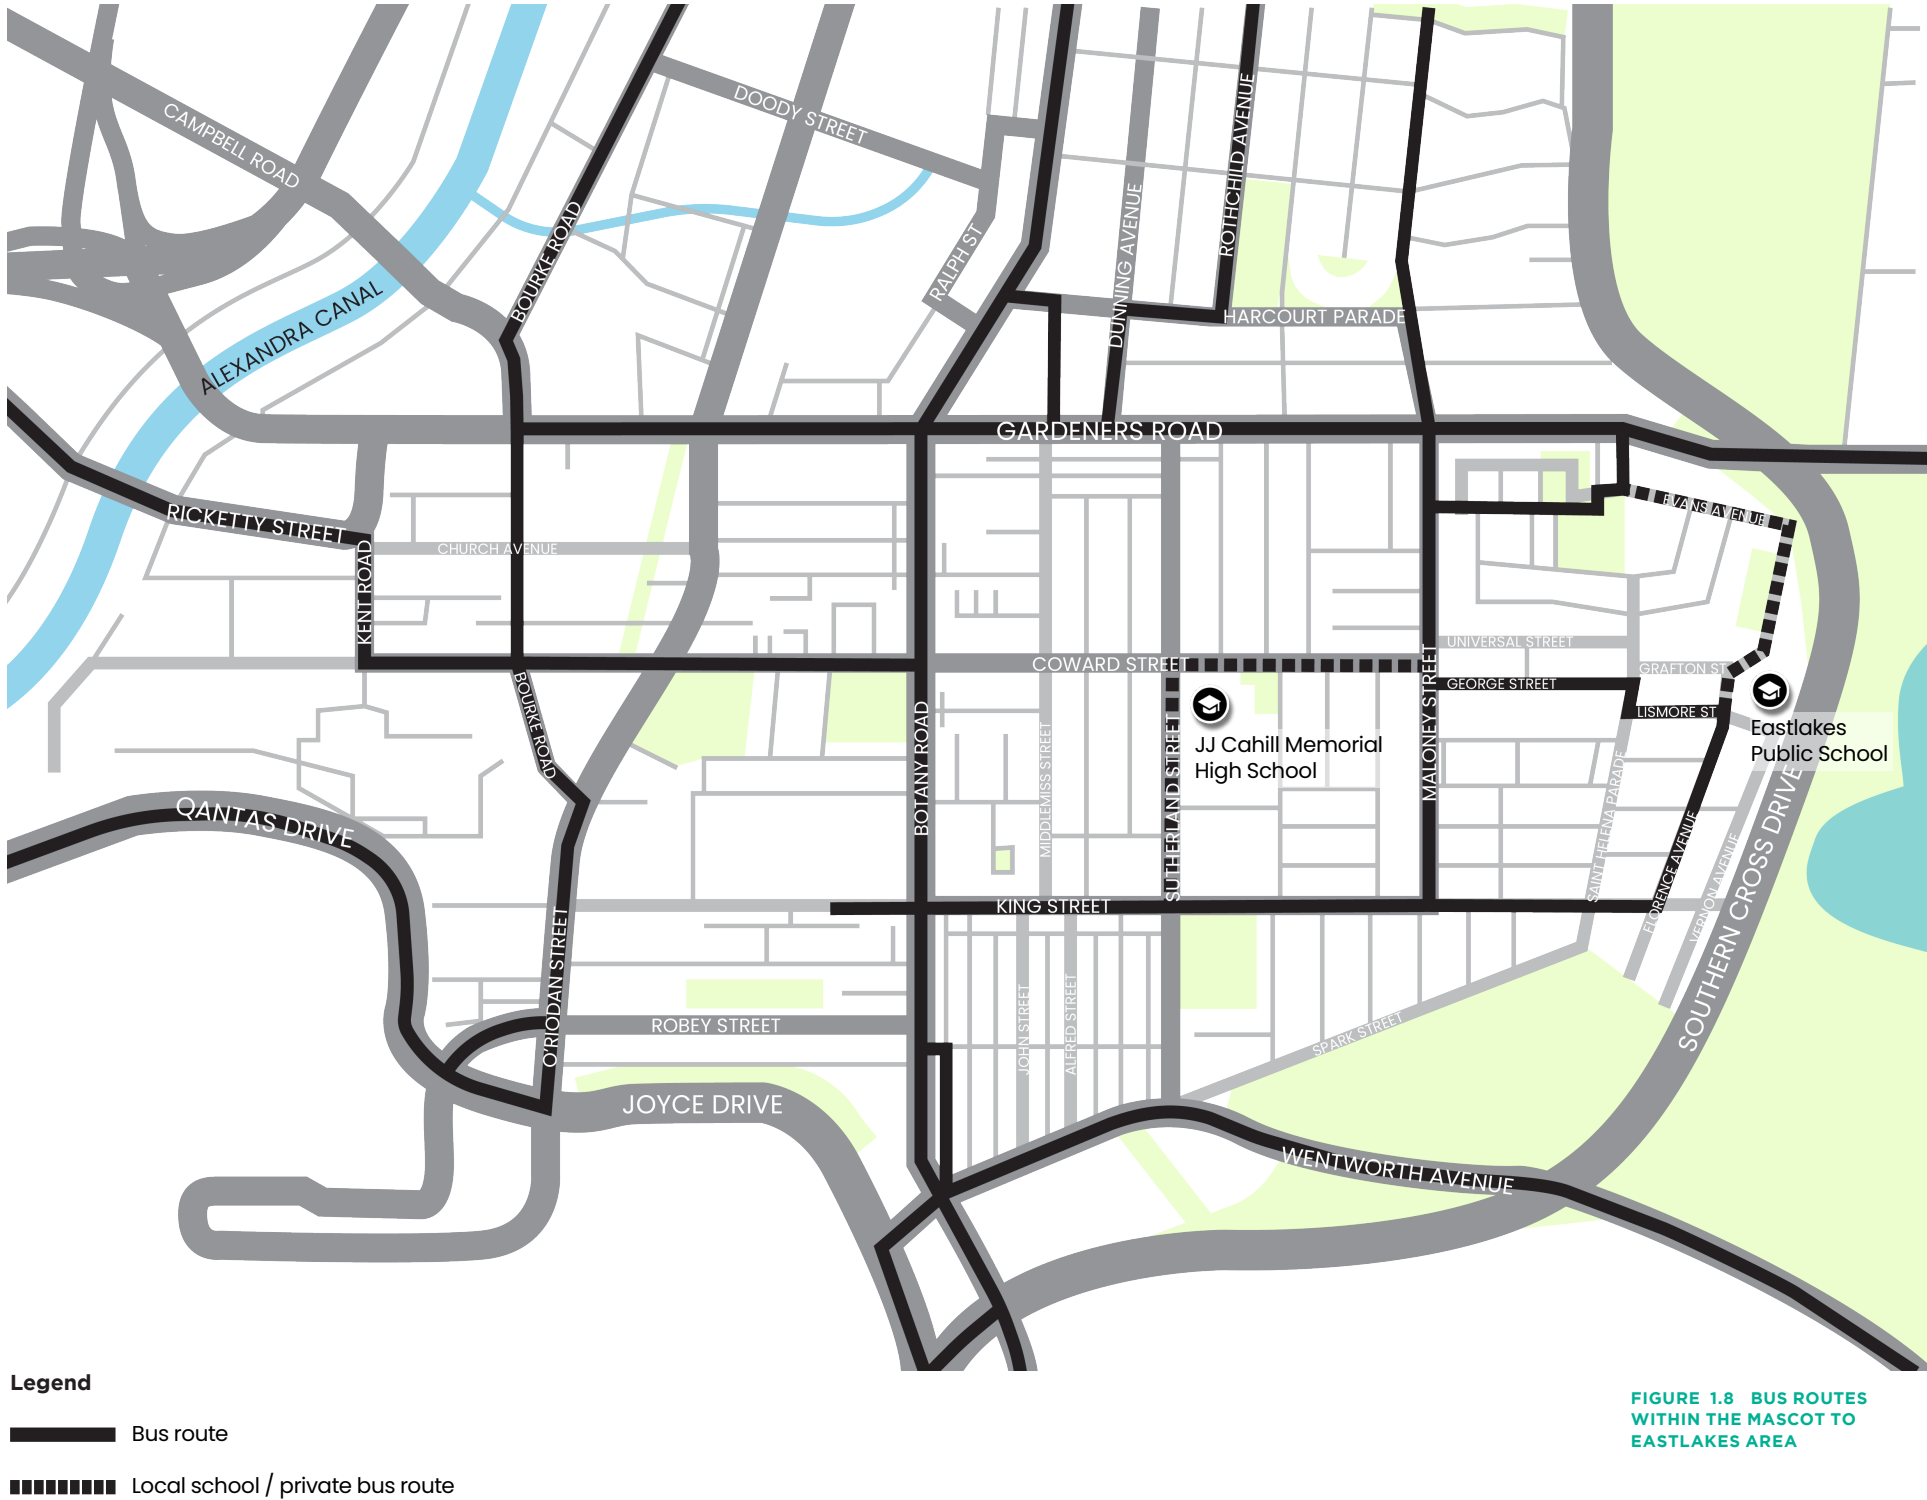 DOODY STREET
CAMPBELL ROAD
ROTHCHILD AVENUE
BOURKE ROAD
RALPH ST
DUNNING AVENUE
ALEXANDRA CANAL
HARCOURT PARADE
GARDENERS ROAD
RICKETTY STREET
EVANS AVENUE
CHURCH AVENUE
KENT ROAD
UNIVERSAL STREET
COWARD STREET
GRAFTON ST
GEORGE STREET
LISMORE ST
BOURKE ROAD
BOTANY ROAD
MIDDLEMISS STREET
SUTHERLAND STREET
JJ Cahill Memorial
High School
MALONEY STREET
Eastlakes
Public School
SAINT HELENA PARADE
QANTAS DRIVE
FLORENCE AVENUE
VERNON AVENUE
SOUTHERN CROSS DRIVE
KING STREET
O'RIODAN STREET
ROBEY STREET
JOHN STREET
ALFRED STREET
SPARK STREET
JOYCE DRIVE
WENTWORTH AVENUE
Legend
Bus route
Local school / private bus route
FIGURE 1.8 BUS ROUTES
WITHIN THE MASCOT TO
EASTLAKES AREA